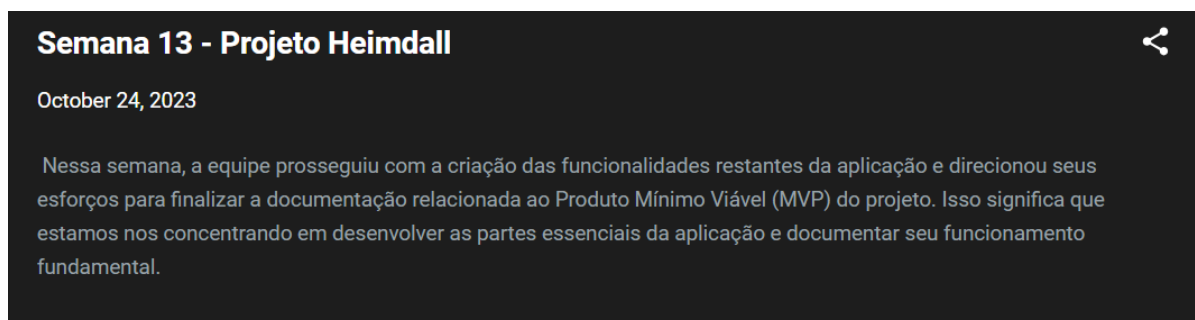 Semana 13 - Projeto Heimdall
October 24, 2023
Nessa semana, a equipe prosseguiu com a criação das funcionalidades restantes da aplicação e direcionou seus
esforços para finalizar a documentação relacionada ao Produto Mínimo Viável (MVP) do projeto. Isso significa que
estamos nos concentrando em desenvolver as partes essenciais da aplicação e documentar seu funcionamento
fundamental.